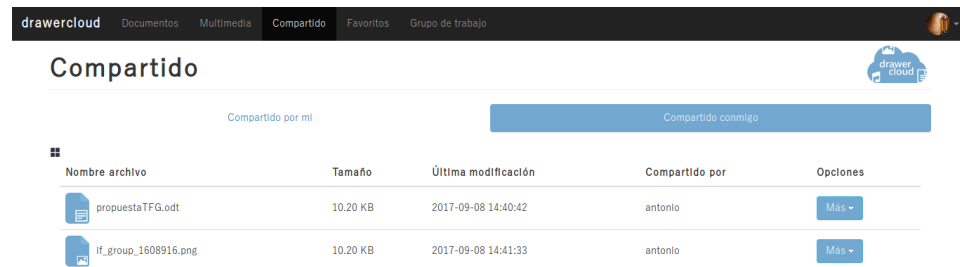 drawercloud Documentos Multimedia Compartido Favoritos Grupo de trabajo
Compartido
drawer
cloud
Compartido por mi Compartido conmigo
Nombre archivo Tamaño Última modificación Compartido por Opciones
propuestaTFG.odt 10.20 KB 2017-09-08 14:40:42 antonio Más
if_group_1608916.png 10.20 KB 2017-09-08 14:41:33 antonio Más